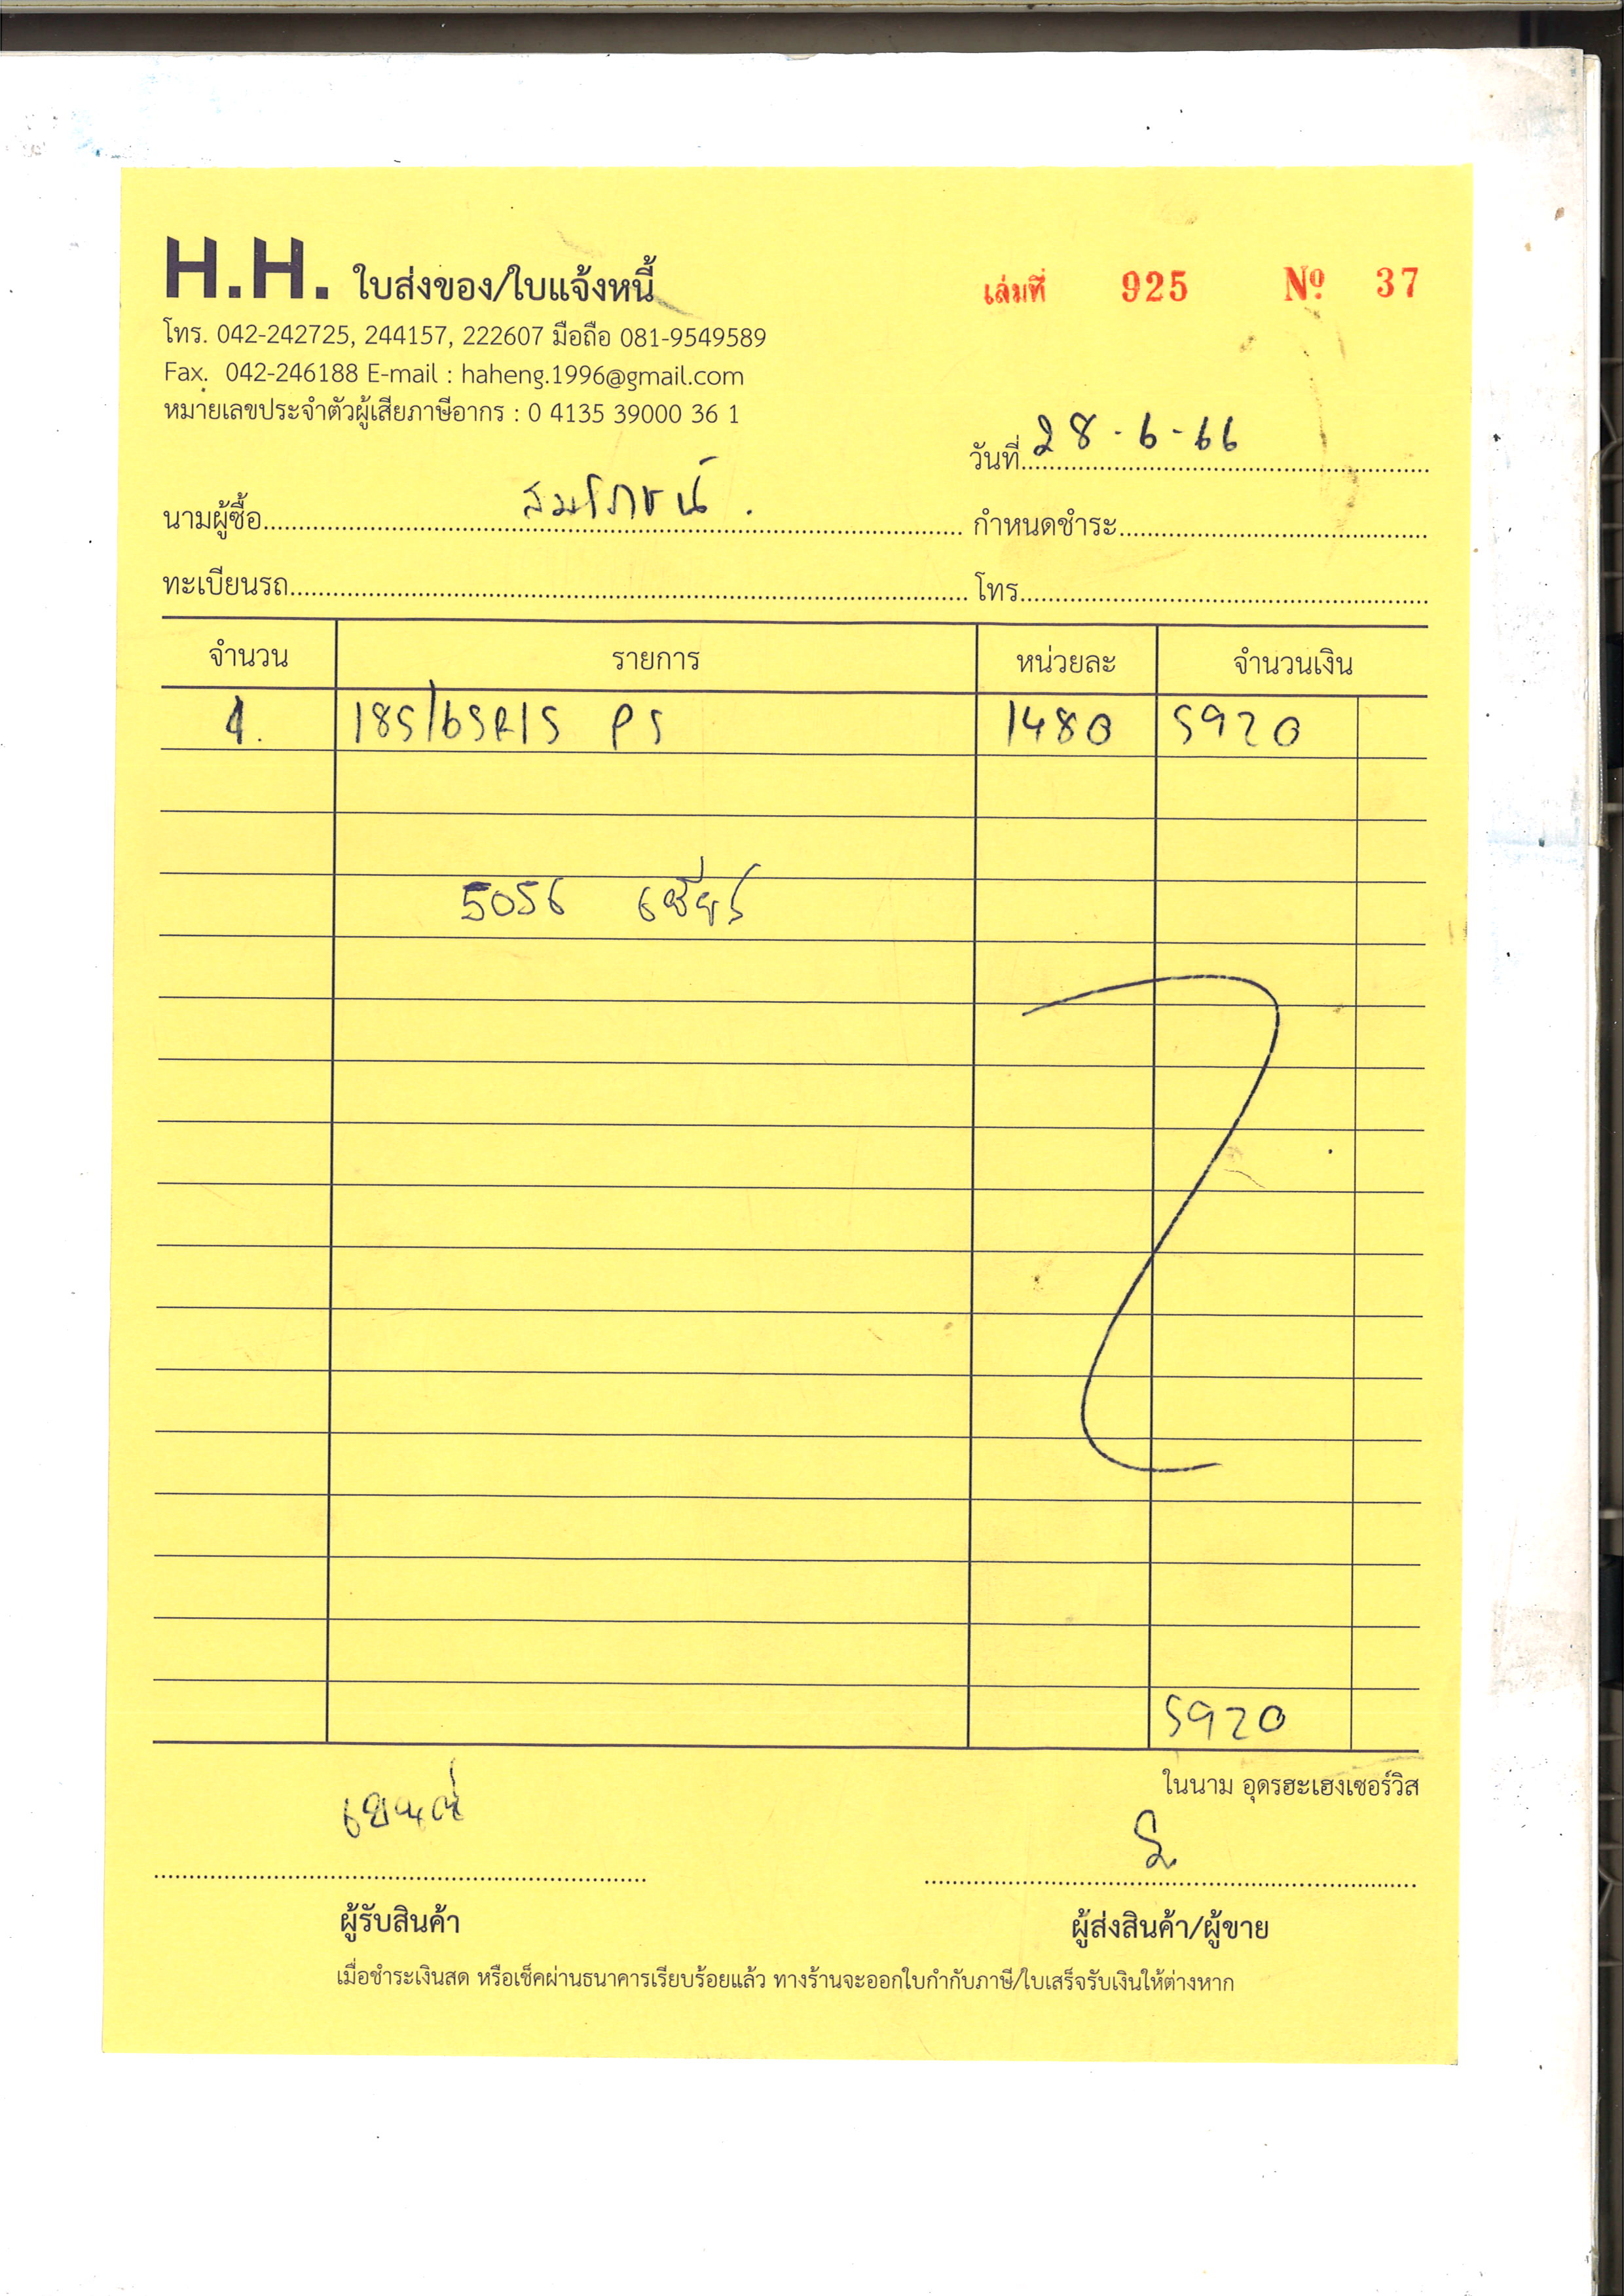 H.H. ใบส่งของ/ใบแจ้งหนี้ เล่มที่ 925 Nº 37
โทร. 042-242725, 244157, 222607 มือถือ 081-9549589
Fax. 042-246188 E-mail : haheng.1996@gmail.com
หมายเลขประจำตัวผู้เสียภาษีอากร : 0 4135 39000 36 1
วันที่ 28-6-66
นามผู้ซื้อ สมโภชน์ กำหนดชำระ
ทะเบียนรถ โทร
จำนวน รายการ หน่วยละ จำนวนเงิน
4. 185/65R15 PS 1480 5920
5056
5920
ในนาม อุดรฮะเฮงเซอร์วิส
ผู้รับสินค้า ผู้ส่งสินค้า/ผู้ขาย
เมื่อชำระเงินสด หรือเช็คผ่านธนาคารเรียบร้อยแล้ว ทางร้านจะออกใบกำกับภาษี/ใบเสร็จรับเงินให้ต่างหาก